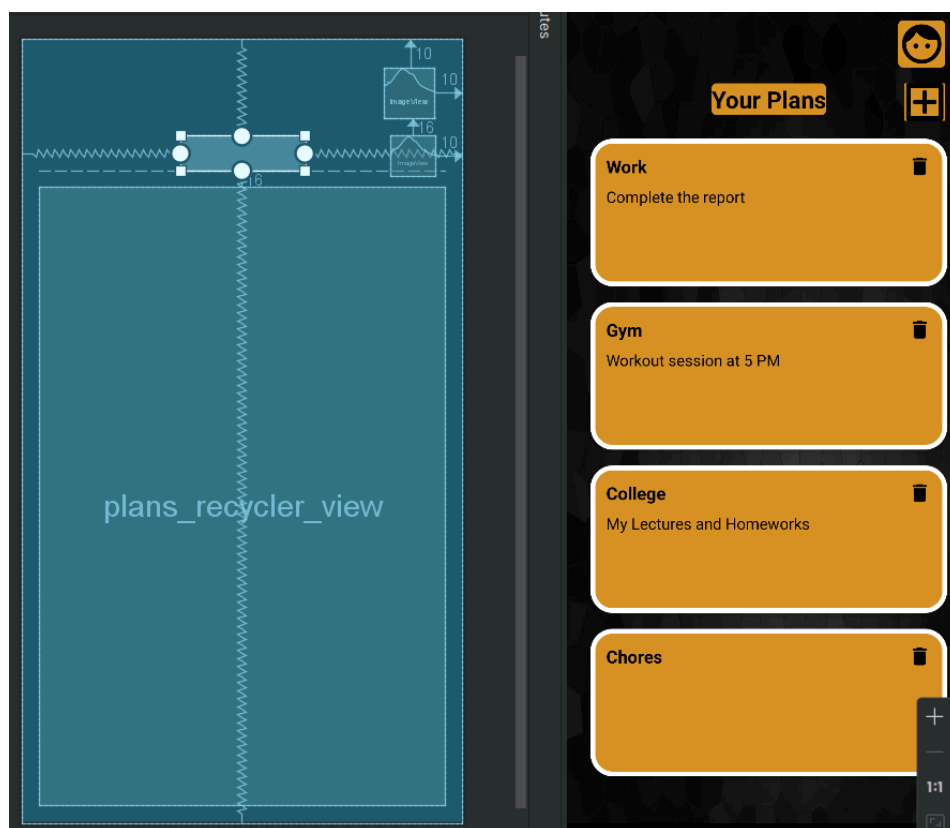 utes
10
10
ImageView
16
10
ImageView
16
plans_recycler_view
Your Plans
Work
Complete the report
Gym
Workout session at 5 PM
College
My Lectures and Homeworks
Chores
1:1